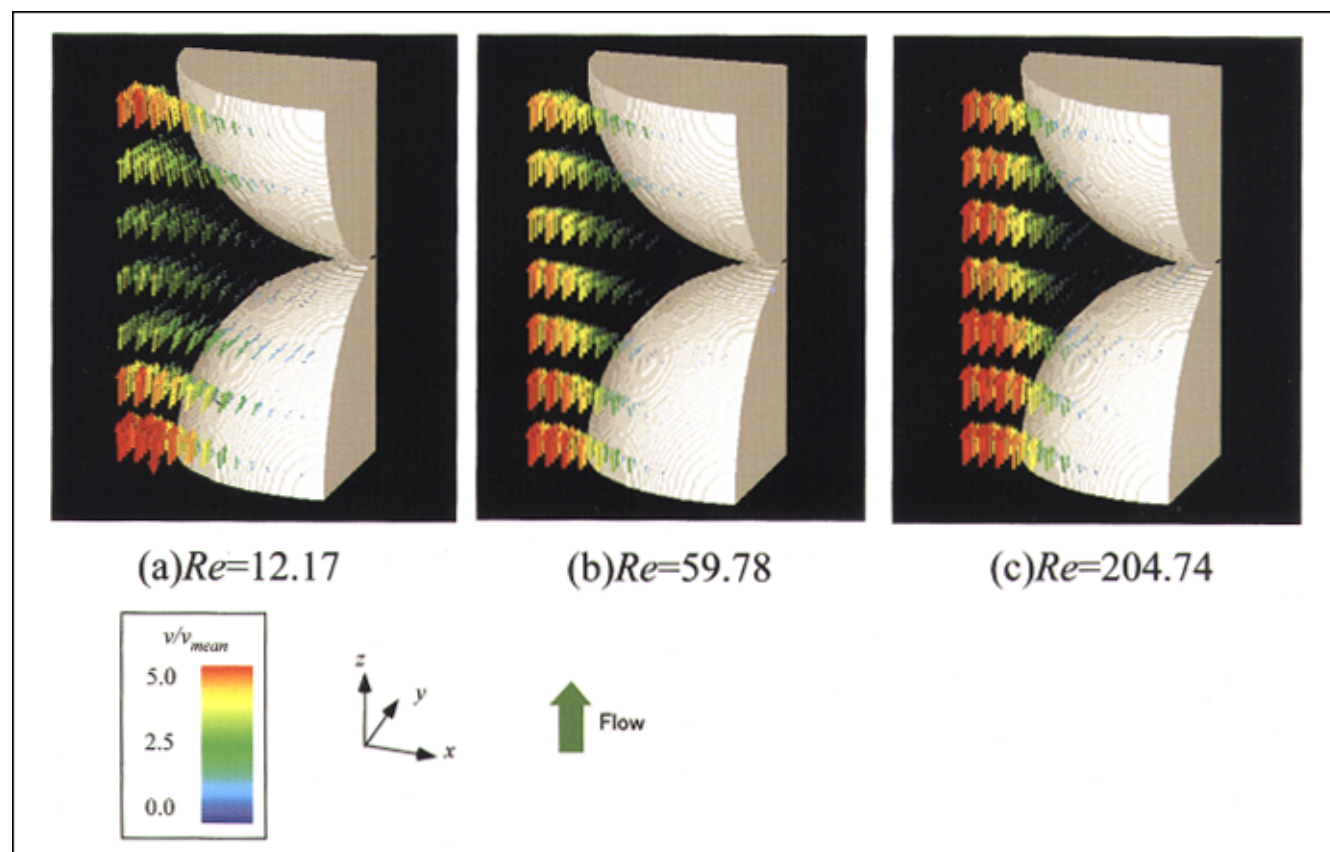 (a)Re=12.17
(b)Re=59.78
(c)Re=204.74
v/vmean
5.0
2.5
0.0
z
y
x
Flow